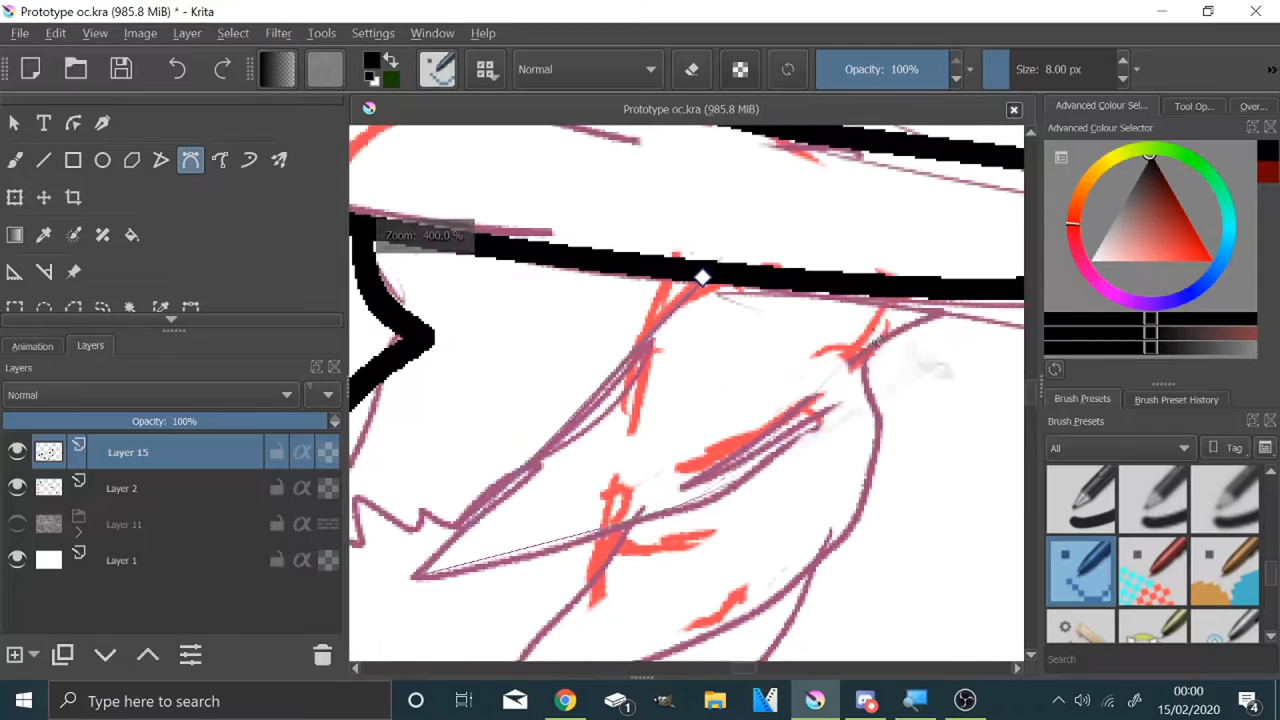 Prototype oc.kra (985.8 MiB) * - Krita
File Edit View Image Layer Select Filter Tools Settings Window Help
Normal
Opacity: 100%
Size: 8.00 px
Prototype oc.kra (985.8 MiB)
Advanced Colour Sel... Tool Op... Over...
Advanced Colour Selector
Zoom: 400.0 %
Animation Layers
Layers
Normal
Opacity: 100%
Layer 15
Layer 2
Layer 11
Layer 1
Brush Presets Brush Preset History
Brush Presets
All
Tag
Search
Type here to search
1
00:00
15/02/2020
4